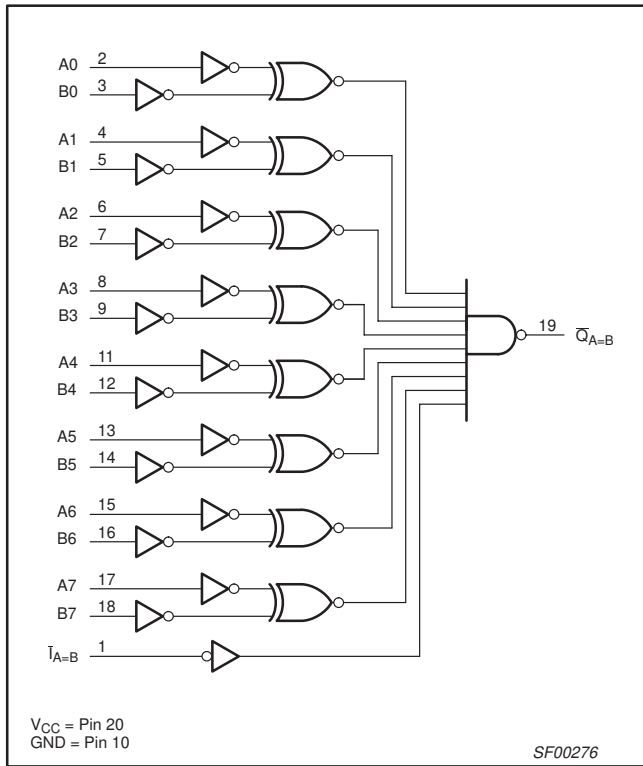 A0 2
B0 3
A1 4
B1 5
A2 6
B2 7
A3 8
B3 9
19 Q̅A=B
A4 11
B4 12
A5 13
B5 14
A6 15
B6 16
A7 17
B7 18
I̅A=B 1
VCC = Pin 20
GND = Pin 10
SF00276